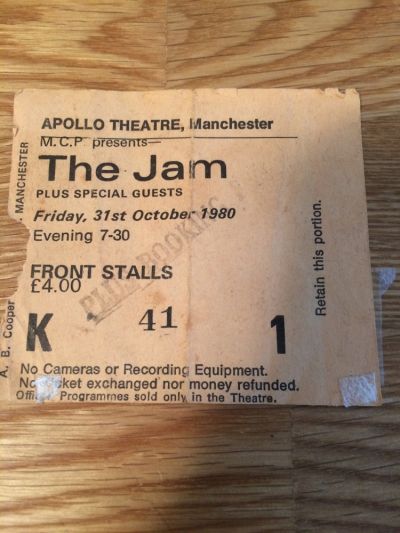 APOLLO THEATRE, Manchester
M.C.P. presents—
The Jam
PLUS SPECIAL GUESTS
Friday, 31st October 1980
Evening 7-30
FRONT STALLS
£4.00
K 41 1
No Cameras or Recording Equipment.
No ticket exchanged nor money refunded.
Official Programmes sold only in the Theatre.
Retain this portion.
A. B. Cooper
MANCHESTER
BOOKING